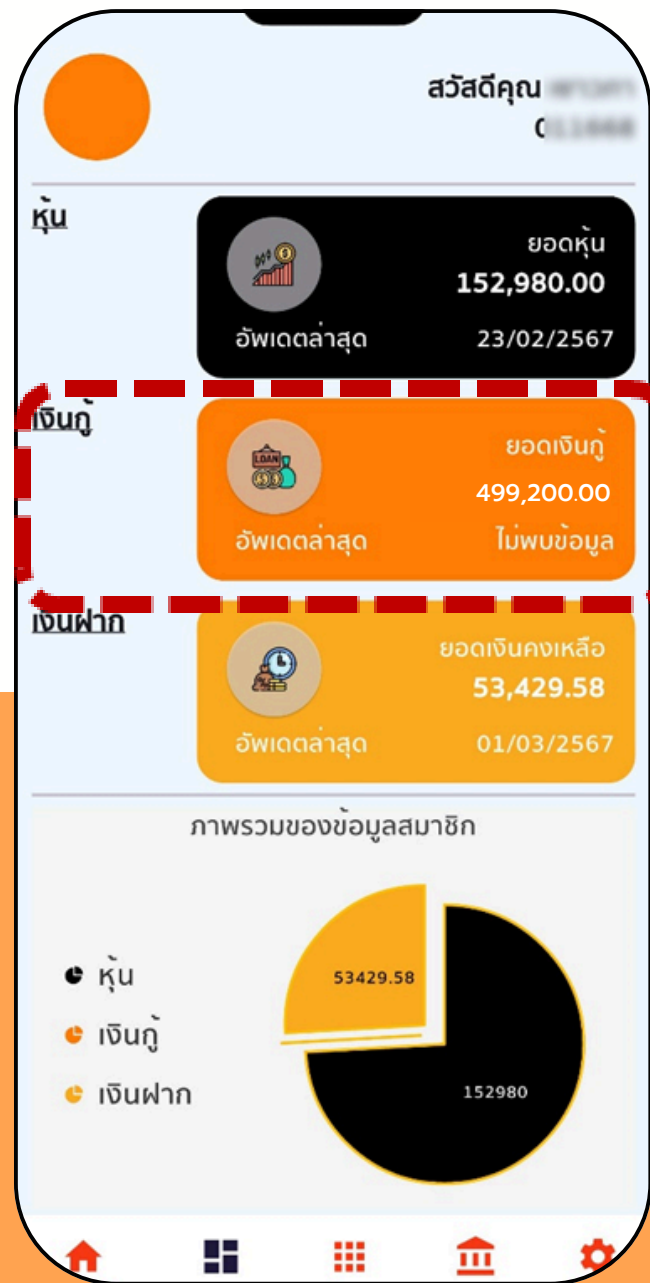 สวัสดีคุณ
หุ้น
ยอดหุ้น
152,980.00
อัพเดตล่าสุด 23/02/2567
เงินกู้
LOAN
ยอดเงินกู้
499,200.00
อัพเดตล่าสุด ไม่พบข้อมูล
เงินฝาก
ยอดเงินคงเหลือ
53,429.58
อัพเดตล่าสุด 01/03/2567
ภาพรวมของข้อมูลสมาชิก
หุ้น
เงินกู้
เงินฝาก
53429.58
152980